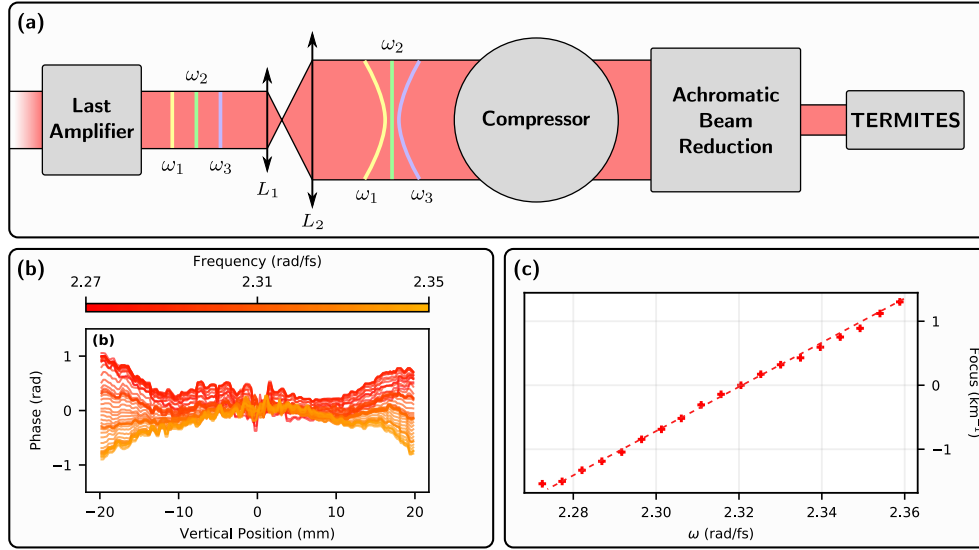 (a)
Last
Amplifier
ω₂
ω₁
ω₃
L₁
L₂
ω₂
ω₁
ω₃
Compressor
Achromatic
Beam
Reduction
TERMITES
(b)
Frequency (rad/fs)
2.27
2.31
2.35
(b)
Phase (rad)
1
0
−1
−20
−10
0
10
20
Vertical Position (mm)
(c)
1
0
−1
Focus (km⁻¹)
2.28
2.30
2.32
2.34
2.36
ω (rad/fs)